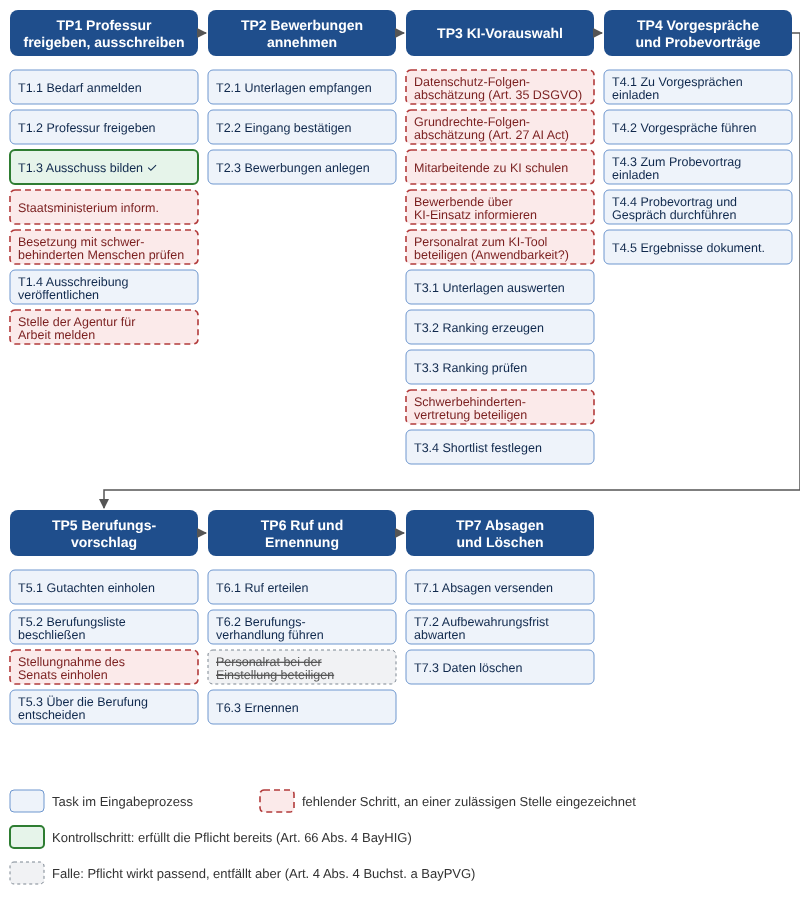 TP1 Professur
freigeben, ausschreiben
T1.1 Bedarf anmelden
T1.2 Professur freigeben
T1.3 Ausschuss bilden ✓
Staatsministerium inform.
Besetzung mit schwer-
behinderten Menschen prüfen
T1.4 Ausschreibung
veröffentlichen
Stelle der Agentur für
Arbeit melden
TP2 Bewerbungen
annehmen
T2.1 Unterlagen empfangen
T2.2 Eingang bestätigen
T2.3 Bewerbungen anlegen
TP3 KI-Vorauswahl
Datenschutz-Folgen-
abschätzung (Art. 35 DSGVO)
Grundrechte-Folgen-
abschätzung (Art. 27 AI Act)
Mitarbeitende zu KI schulen
Bewerbende über
KI-Einsatz informieren
Personalrat zum KI-Tool
beteiligen (Anwendbarkeit?)
T3.1 Unterlagen auswerten
T3.2 Ranking erzeugen
T3.3 Ranking prüfen
Schwerbehinderten-
vertretung beteiligen
T3.4 Shortlist festlegen
TP4 Vorgespräche
und Probevorträge
T4.1 Zu Vorgesprächen
einladen
T4.2 Vorgespräche führen
T4.3 Zum Probevortrag
einladen
T4.4 Probevortrag und
Gespräch durchführen
T4.5 Ergebnisse dokument.
TP5 Berufungs-
vorschlag
T5.1 Gutachten einholen
T5.2 Berufungsliste
beschließen
Stellungnahme des
Senats einholen
T5.3 Über die Berufung
entscheiden
TP6 Ruf und
Ernennung
T6.1 Ruf erteilen
T6.2 Berufungs-
verhandlung führen
Personalrat bei der
Einstellung beteiligen
T6.3 Ernennen
TP7 Absagen
und Löschen
T7.1 Absagen versenden
T7.2 Aufbewahrungsfrist
abwarten
T7.3 Daten löschen
Task im Eingabeprozess
fehlender Schritt, an einer zulässigen Stelle eingezeichnet
Kontrollschritt: erfüllt die Pflicht bereits (Art. 66 Abs. 4 BayHIG)
Falle: Pflicht wirkt passend, entfällt aber (Art. 4 Abs. 4 Buchst. a BayPVG)